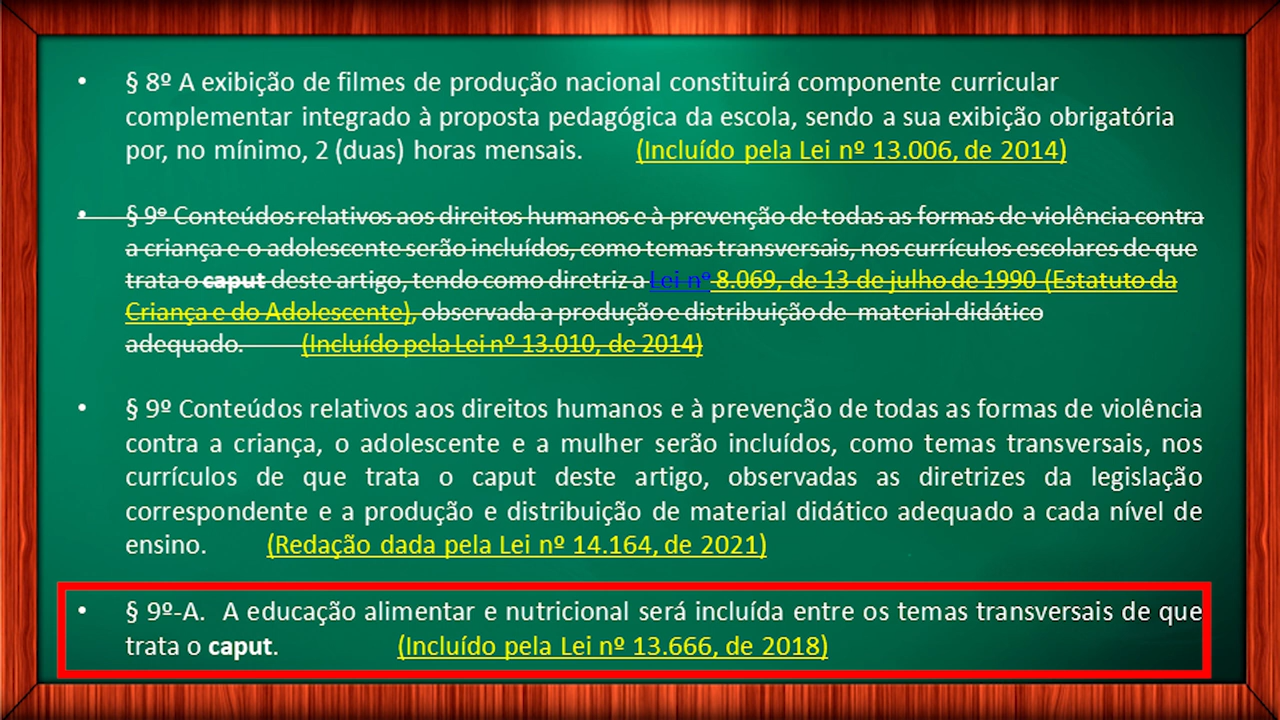 • § 8º A exibição de filmes de produção nacional constituirá componente curricular
complementar integrado à proposta pedagógica da escola, sendo a sua exibição obrigatória
por, no mínimo, 2 (duas) horas mensais. (Incluído pela Lei nº 13.006, de 2014)
• § 9º Conteúdos relativos aos direitos humanos e à prevenção de todas as formas de violência contra
a criança e o adolescente serão incluídos, como temas transversais, nos currículos escolares de que
trata o caput deste artigo, tendo como diretriz a Lei nº 8.069, de 13 de julho de 1990 (Estatuto da
Criança e do Adolescente), observada a produção e distribuição de material didático
adequado. (Incluído pela Lei nº 13.010, de 2014)
• § 9º Conteúdos relativos aos direitos humanos e à prevenção de todas as formas de violência
contra a criança, o adolescente e a mulher serão incluídos, como temas transversais, nos
currículos de que trata o caput deste artigo, observadas as diretrizes da legislação
correspondente e a produção e distribuição de material didático adequado a cada nível de
ensino. (Redação dada pela Lei nº 14.164, de 2021)
• § 9º-A. A educação alimentar e nutricional será incluída entre os temas transversais de que
trata o caput. (Incluído pela Lei nº 13.666, de 2018)